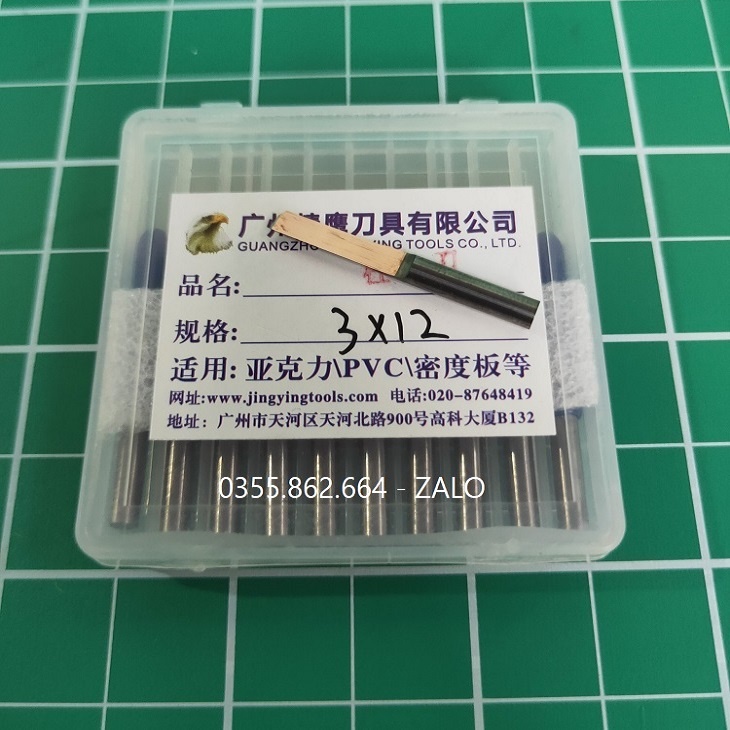 广州 鹰刀具有限公司
GUANGZHOU YING TOOLS CO., LTD.
品名:
规格: 3X12
适用: 亚克力\PVC\密度板等
网址:www.jingyingtools.com 电话:020-87648419
地址: 广州市天河区天河北路900号高科大厦B132
0355.862.664 - ZALO